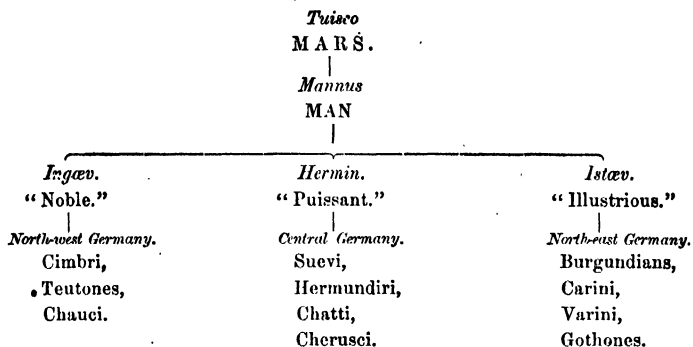 Tuisco
MARS.
Mannus
MAN
Ingæv. Hermin. Istæv.
"Noble." "Puissant." "Illustrious."
North-west Germany. Central Germany. North-east Germany.
Cimbri, Suevi, Burgundians,
Teutones, Hermundiri, Carini,
Chauci. Chatti, Varini,
Cherusci. Gothones.